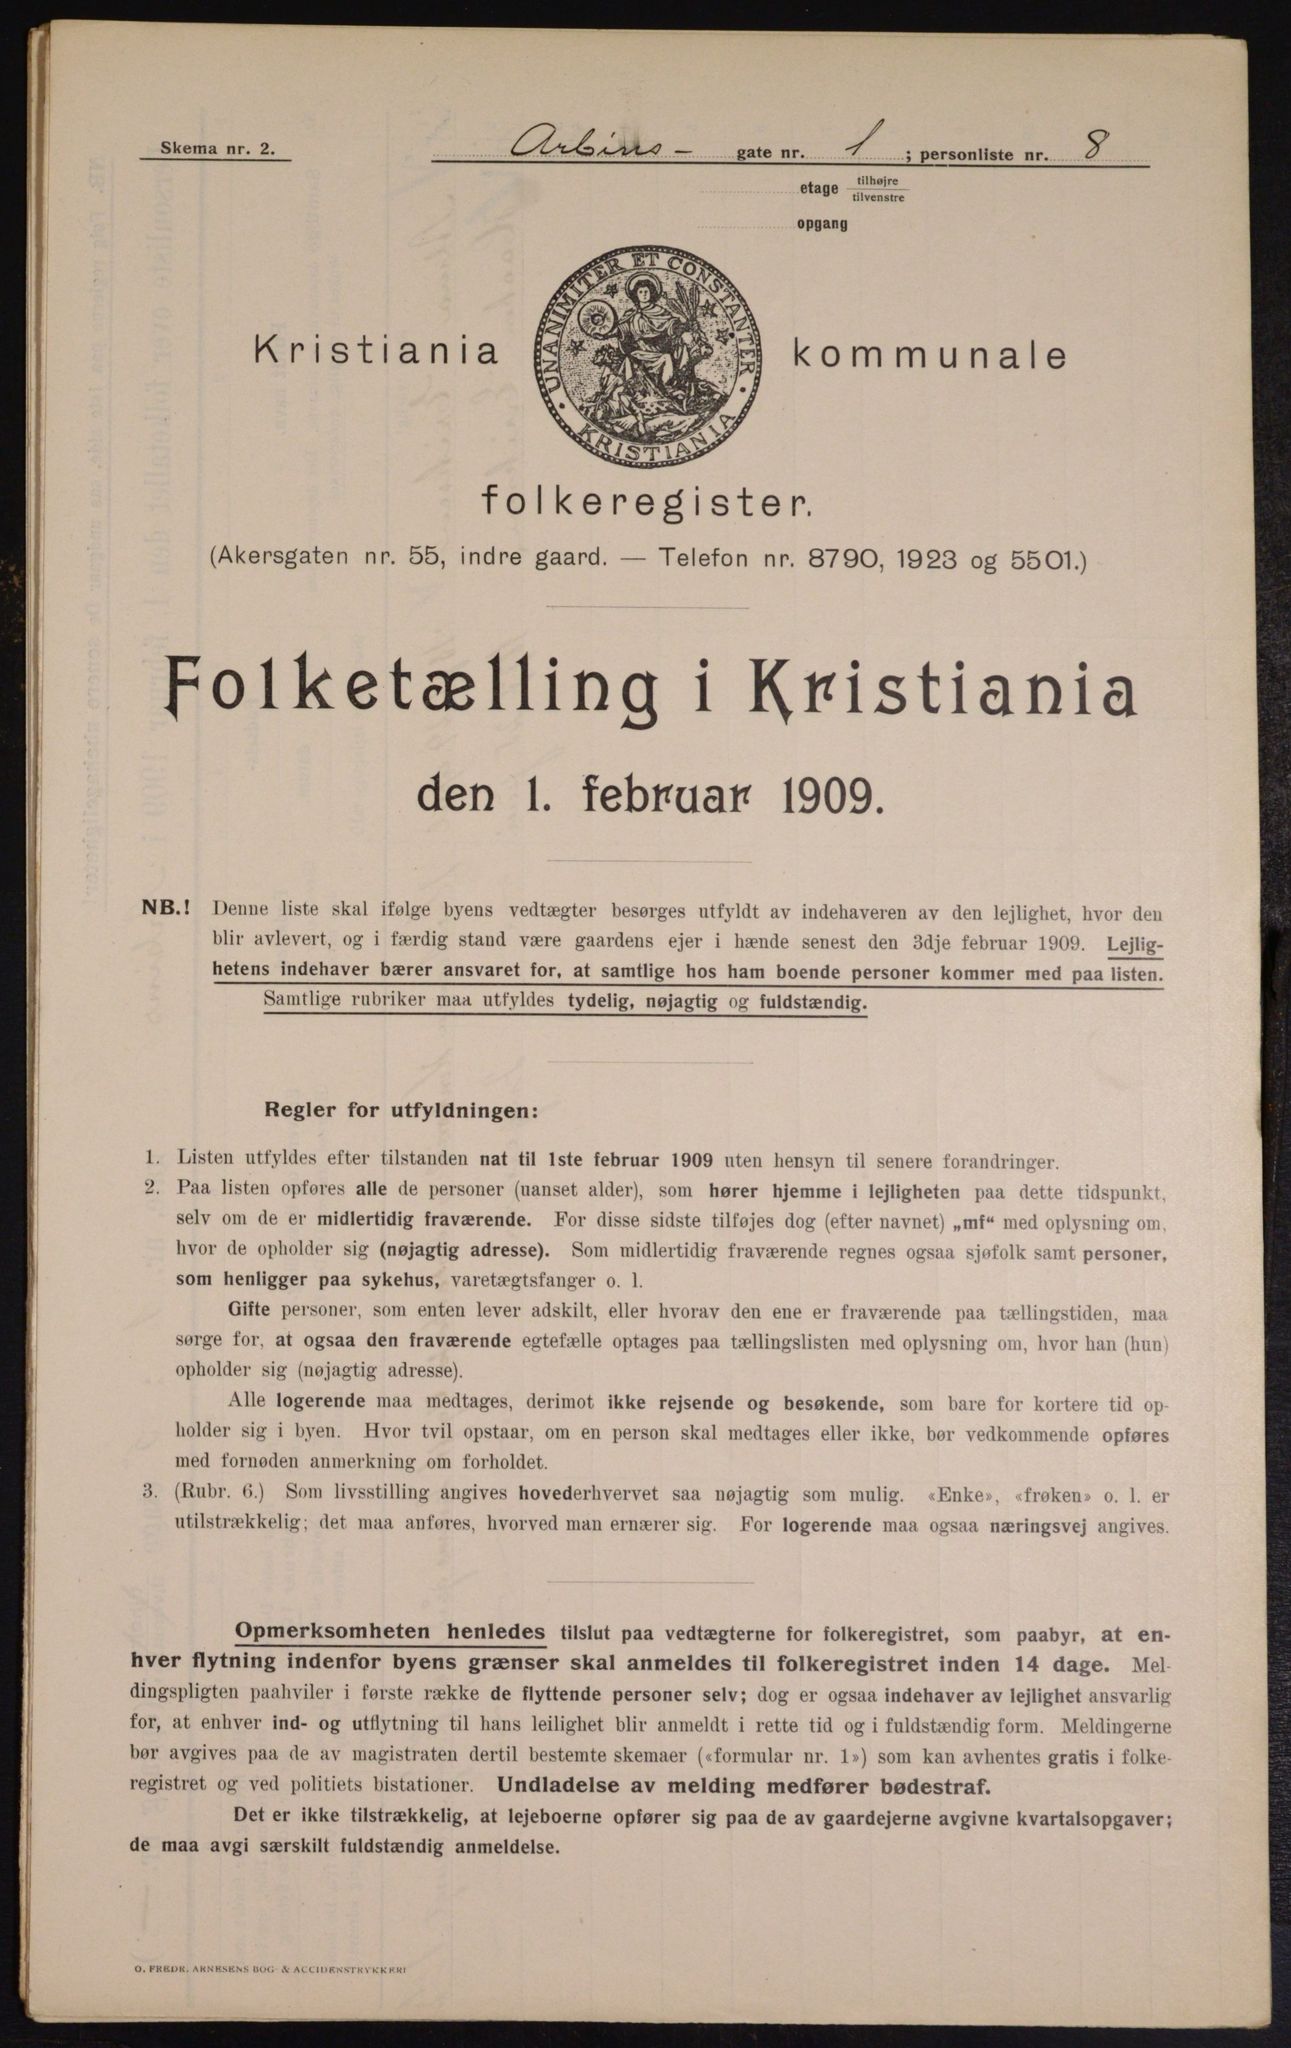 Skema nr. 2.
Arbins - gate nr. 1 ; personliste nr. 8
etage tilhøjre
tilvenstre
opgang
UNANIMITER ET CONSTANTER · KRISTIANIA ·
Kristiania kommunale
folkeregister.
(Akersgaten nr. 55, indre gaard. — Telefon nr. 8790, 1923 og 5501.)
Folketælling i Kristiania
den 1. februar 1909.
NB.! Denne liste skal ifølge byens vedtægter besørges utfyldt av indehaveren av den lejlighet, hvor den
blir avlevert, og i færdig stand være gaardens ejer i hænde senest den 3dje februar 1909. Lejlig-
hetens indehaver bærer ansvaret for, at samtlige hos ham boende personer kommer med paa listen.
Samtlige rubriker maa utfyldes tydelig, nøjagtig og fuldstændig.
Regler for utfyldningen:
1. Listen utfyldes efter tilstanden nat til 1ste februar 1909 uten hensyn til senere forandringer.
2. Paa listen opføres alle de personer (uanset alder), som hører hjemme i lejligheten paa dette tidspunkt,
selv om de er midlertidig fraværende. For disse sidste tilføjes dog (efter navnet) „mf“ med oplysning om,
hvor de opholder sig (nøjagtig adresse). Som midlertidig fraværende regnes ogsaa sjøfolk samt personer,
som henligger paa sykehus, varetægtsfanger o. l.
Gifte personer, som enten lever adskilt, eller hvorav den ene er fraværende paa tællingstiden, maa
sørge for, at ogsaa den fraværende egtefælle optages paa tællingslisten med oplysning om, hvor han (hun)
opholder sig (nøjagtig adresse).
Alle logerende maa medtages, derimot ikke rejsende og besøkende, som bare for kortere tid op-
holder sig i byen. Hvor tvil opstaar, om en person skal medtages eller ikke, bør vedkommende opføres
med fornøden anmerkning om forholdet.
3. (Rubr. 6.) Som livsstilling angives hovederhvervet saa nøjagtig som mulig. «Enke», «frøken» o. l. er
utilstrækkelig; det maa anføres, hvorved man ernærer sig. For logerende maa ogsaa næringsvej angives.
Opmerksomheten henledes tilslut paa vedtægterne for folkeregistret, som paabyr, at en-
hver flytning indenfor byens grænser skal anmeldes til folkeregistret inden 14 dage. Mel-
dingspligten paahviler i første række de flyttende personer selv; dog er ogsaa indehaver av lejlighet ansvarlig
for, at enhver ind- og utflytning til hans leilighet blir anmeldt i rette tid og i fuldstændig form. Meldingerne
bør avgives paa de av magistraten dertil bestemte skemaer («formular nr. 1») som kan avhentes gratis i folke-
registret og ved politiets bistationer. Undladelse av melding medfører bødestraf.
Det er ikke tilstrækkelig, at lejeboerne opfører sig paa de av gaardejerne avgivne kvartalsopgaver;
de maa avgi særskilt fuldstændig anmeldelse.
O. FREDR. ARNESENS BOG- & ACCIDENSTRYKKERI